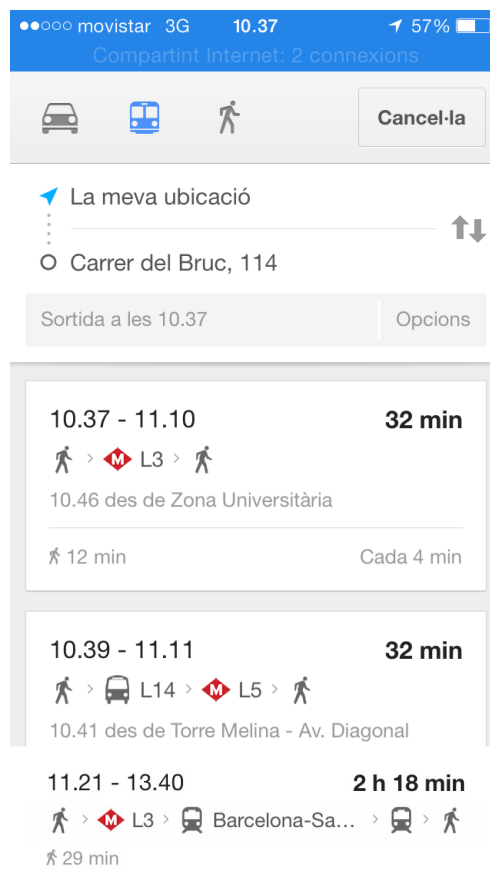 movistar 3G 10.37 57%
Compartint Internet: 2 connexions
Cancel·la
La meva ubicació
Carrer del Bruc, 114
Sortida a les 10.37 Opcions
10.37 - 11.10 32 min
M L3
10.46 des de Zona Universitària
12 min Cada 4 min
10.39 - 11.11 32 min
L14 M L5
10.41 des de Torre Melina - Av. Diagonal
11.21 - 13.40 2 h 18 min
M L3 Barcelona-Sa...
29 min